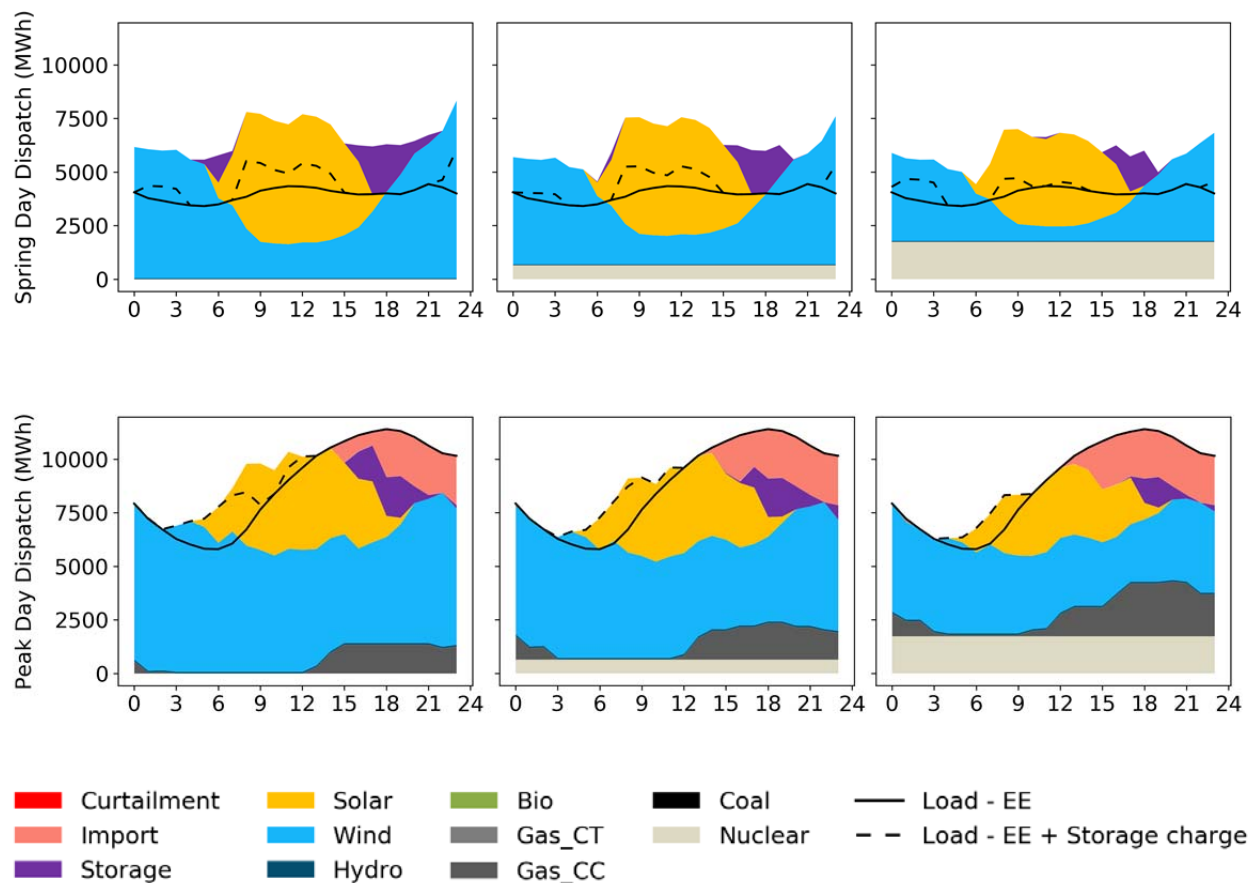 Spring Day Dispatch (MWh)
10000
7500
5000
2500
0
0 3 6 9 12 15 18 21 24
0 3 6 9 12 15 18 21 24
0 3 6 9 12 15 18 21 24
Peak Day Dispatch (MWh)
10000
7500
5000
2500
0
0 3 6 9 12 15 18 21 24
0 3 6 9 12 15 18 21 24
0 3 6 9 12 15 18 21 24
Curtailment Solar Bio Coal Load - EE
Import Wind Gas_CT Nuclear Load - EE + Storage charge
Storage Hydro Gas_CC